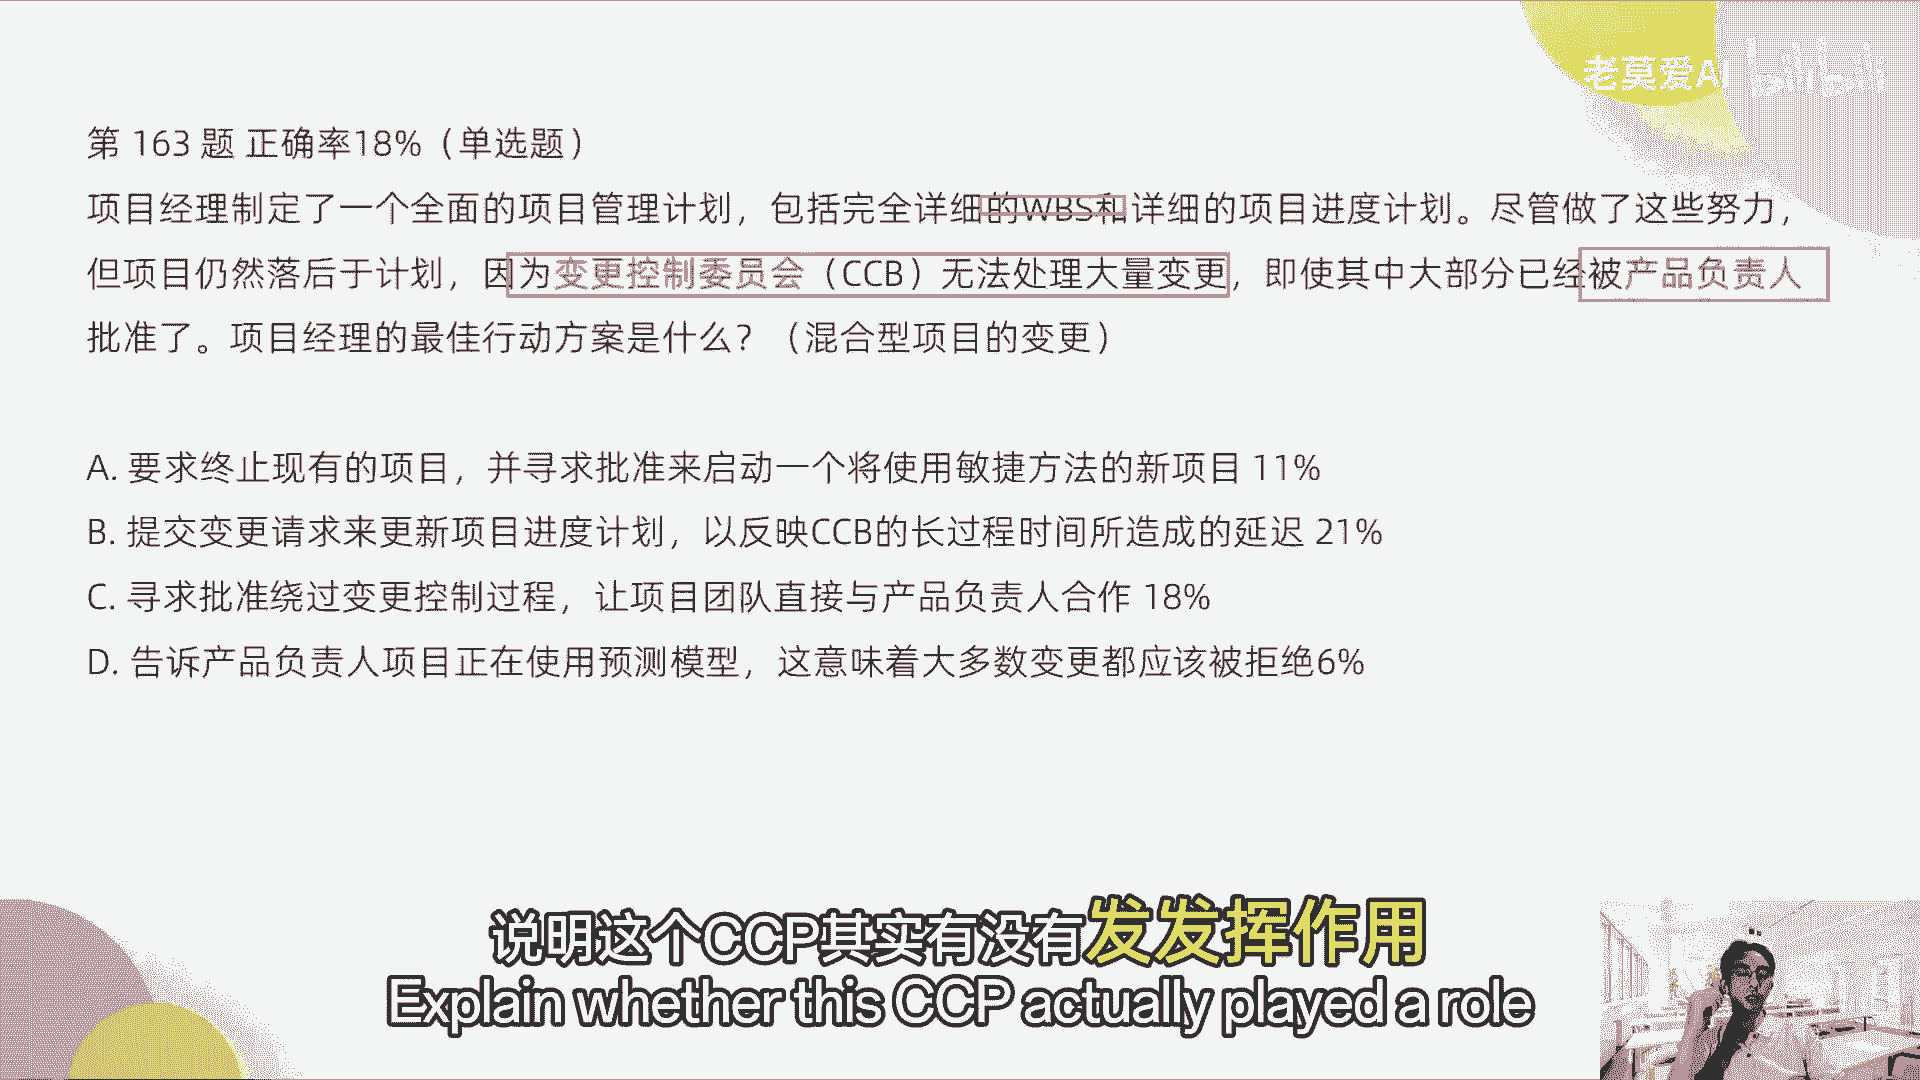 老莫爱AI bilibili
第 163 题 正确率18%（单选题）
项目经理制定了一个全面的项目管理计划，包括完全详细的WBS和详细的项目进度计划。尽管做了这些努力，
但项目仍然落后于计划，因为变更控制委员会（CCB）无法处理大量变更，即使其中大部分已经被产品负责人
批准了。项目经理的最佳行动方案是什么？（混合型项目的变更）
A. 要求终止现有的项目，并寻求批准来启动一个将使用敏捷方法的新项目 11%
B. 提交变更请求来更新项目进度计划，以反映CCB的长过程时间所造成的延迟 21%
C. 寻求批准绕过变更控制过程，让项目团队直接与产品负责人合作 18%
D. 告诉产品负责人项目正在使用预测模型，这意味着大多数变更都应该被拒绝6%
说明这个CCP其实有没有发发挥作用
Explain whether this CCP actually played a role